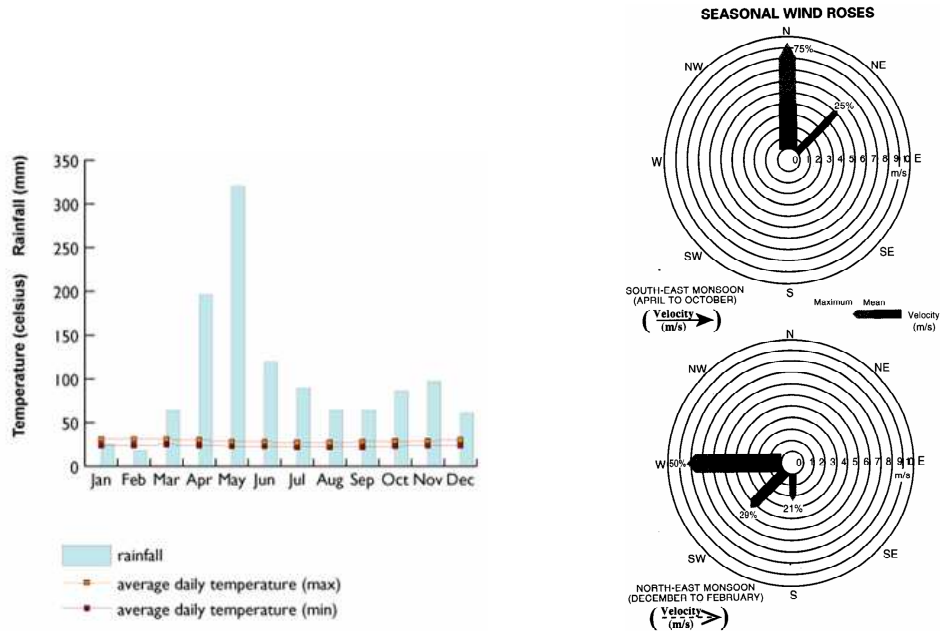 Temperature (celsius) Rainfall (mm)
350
300
250
200
150
100
50
0
Jan Feb Mar Apr May Jun Jul Aug Sep Oct Nov Dec
rainfall
average daily temperature (max)
average daily temperature (min)
SEASONAL WIND ROSES
N
NW
NE
75%
25%
W
0 1 2 3 4 5 6 7 8 9 10 E
m/s
SW
SE
S
SOUTH-EAST MONSOON
(APRIL TO OCTOBER)
(Velocity
(m/s))
Maximum Mean
Velocity
(m/s)
N
NW
NE
W 50%
0 1 2 3 4 5 6 7 8 9 10 E
m/s
29%
21%
SW
SE
S
NORTH-EAST MONSOON
(DECEMBER TO FEBRUARY)
(Velocity
(m/s))